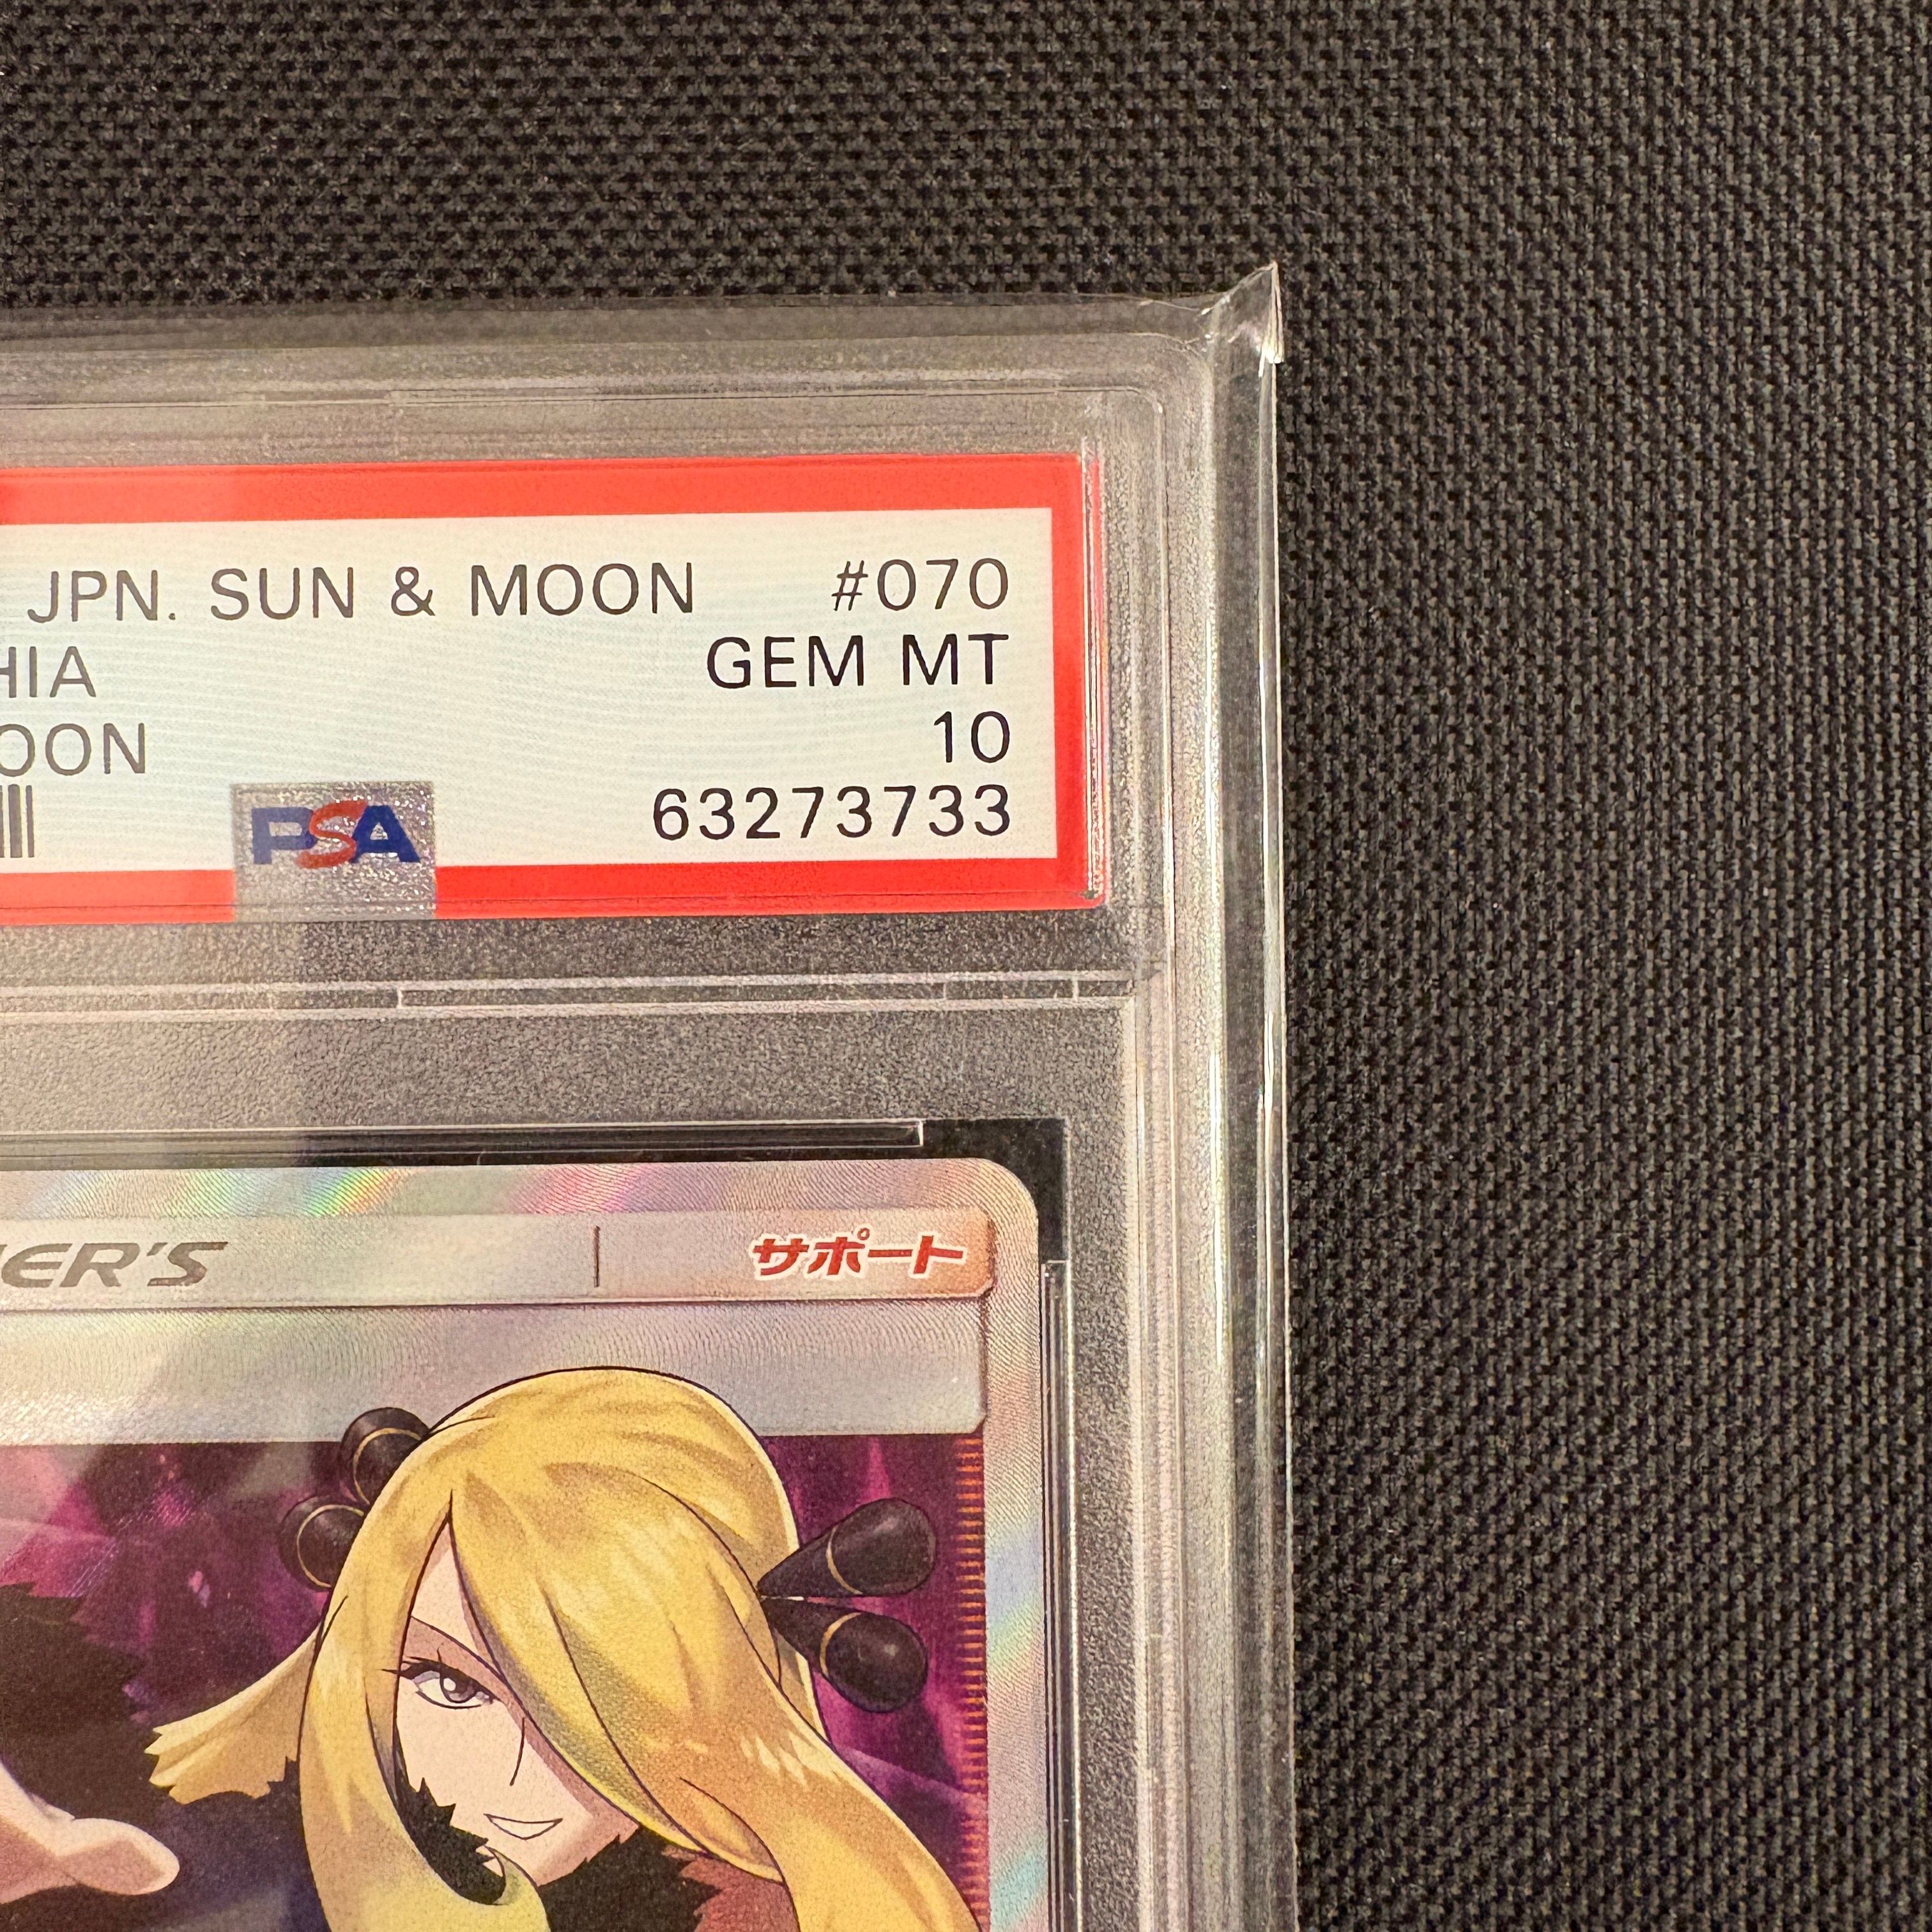 JPN. SUN & MOON #070
HIA GEM MT
OON 10
PSA 63273733
ER'S サポート